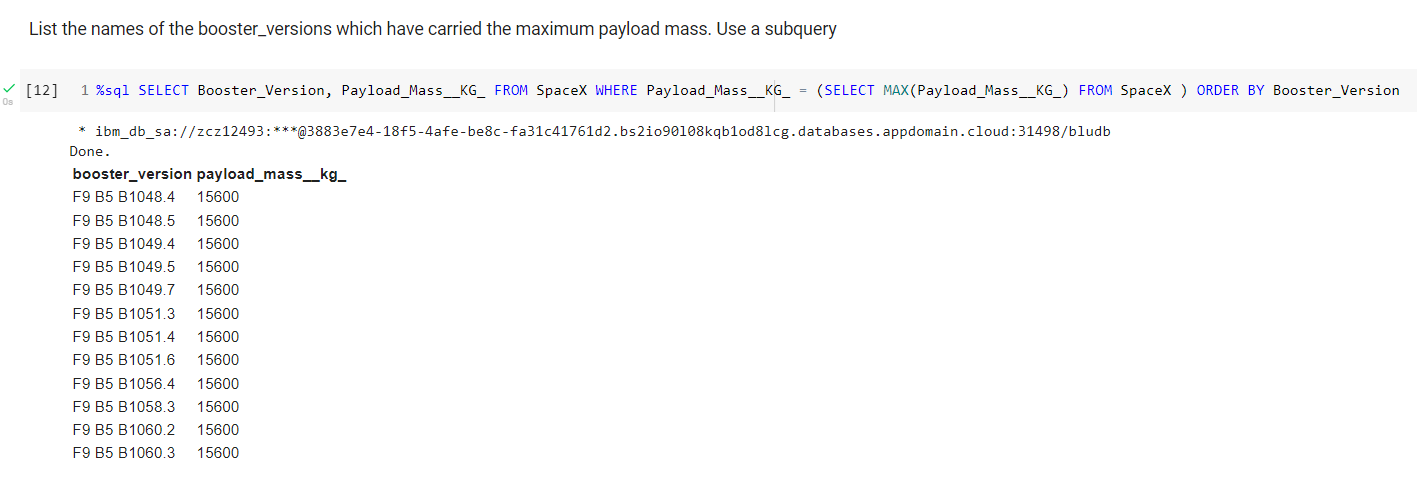 List the names of the booster_versions which have carried the maximum payload mass. Use a subquery
[12] 1 %sql SELECT Booster_Version, Payload_Mass__KG_ FROM SpaceX WHERE Payload_Mass__KG_ = (SELECT MAX(Payload_Mass__KG_) FROM SpaceX ) ORDER BY Booster_Version
0s
* ibm_db_sa://zcz12493:***@3883e7e4-18f5-4afe-be8c-fa31c41761d2.bs2io90l08kqb1od8lcg.databases.appdomain.cloud:31498/bludb
Done.
booster_version payload_mass__kg_
F9 B5 B1048.4 15600
F9 B5 B1048.5 15600
F9 B5 B1049.4 15600
F9 B5 B1049.5 15600
F9 B5 B1049.7 15600
F9 B5 B1051.3 15600
F9 B5 B1051.4 15600
F9 B5 B1051.6 15600
F9 B5 B1056.4 15600
F9 B5 B1058.3 15600
F9 B5 B1060.2 15600
F9 B5 B1060.3 15600